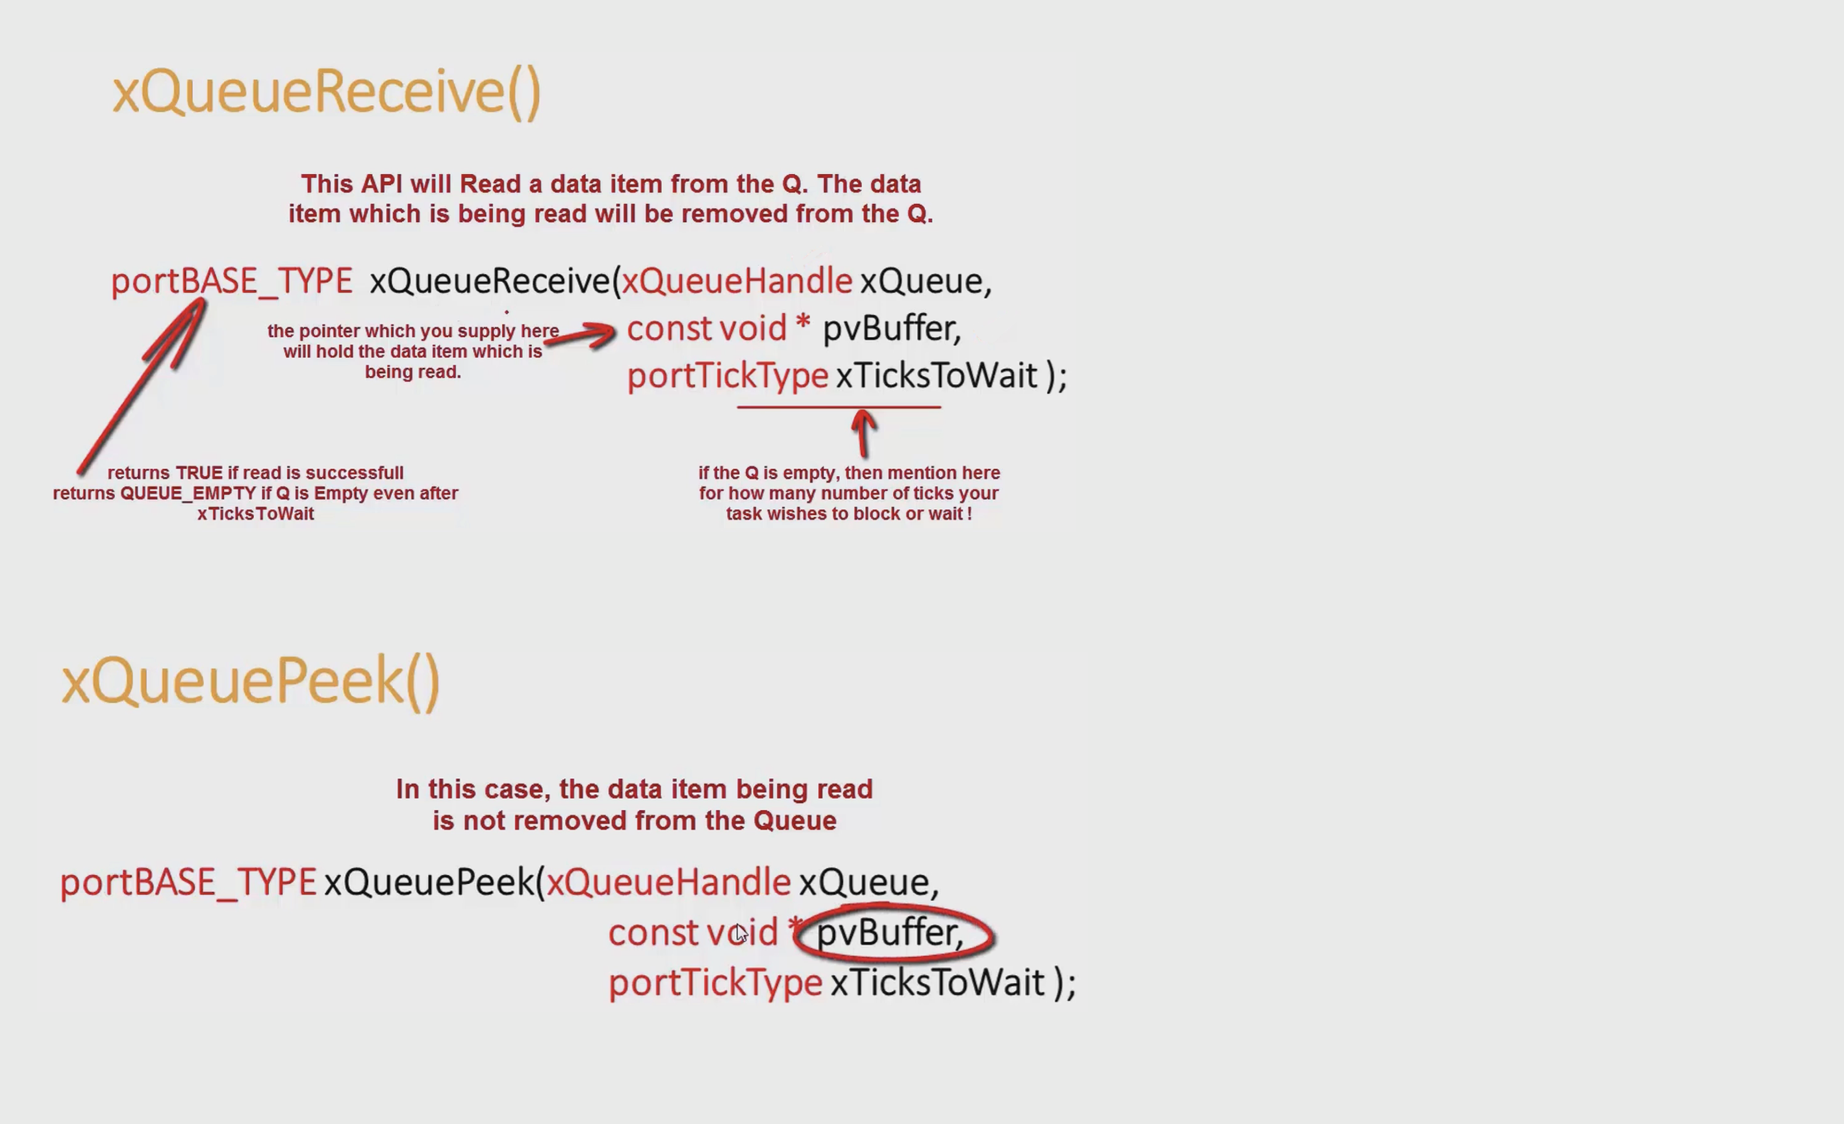 xQueueReceive()
This API will Read a data item from the Q. The data
item which is being read will be removed from the Q.
portBASE_TYPE xQueueReceive(xQueueHandle xQueue,
const void * pvBuffer,
portTickType xTicksToWait );
the pointer which you supply here
will hold the data item which is
being read.
returns TRUE if read is successfull
returns QUEUE_EMPTY if Q is Empty even after
xTicksToWait
if the Q is empty, then mention here
for how many number of ticks your
task wishes to block or wait !
xQueuePeek()
In this case, the data item being read
is not removed from the Queue
portBASE_TYPE xQueuePeek(xQueueHandle xQueue,
const void * pvBuffer,
portTickType xTicksToWait );